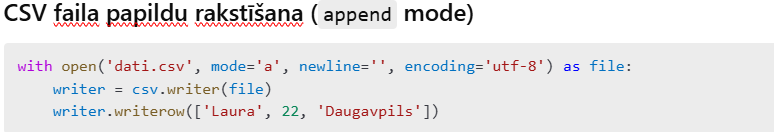 CSV faila papildu rakstīšana (append mode)
with open('dati.csv', mode='a', newline='', encoding='utf-8') as file:
    writer = csv.writer(file)
    writer.writerow(['Laura', 22, 'Daugavpils'])